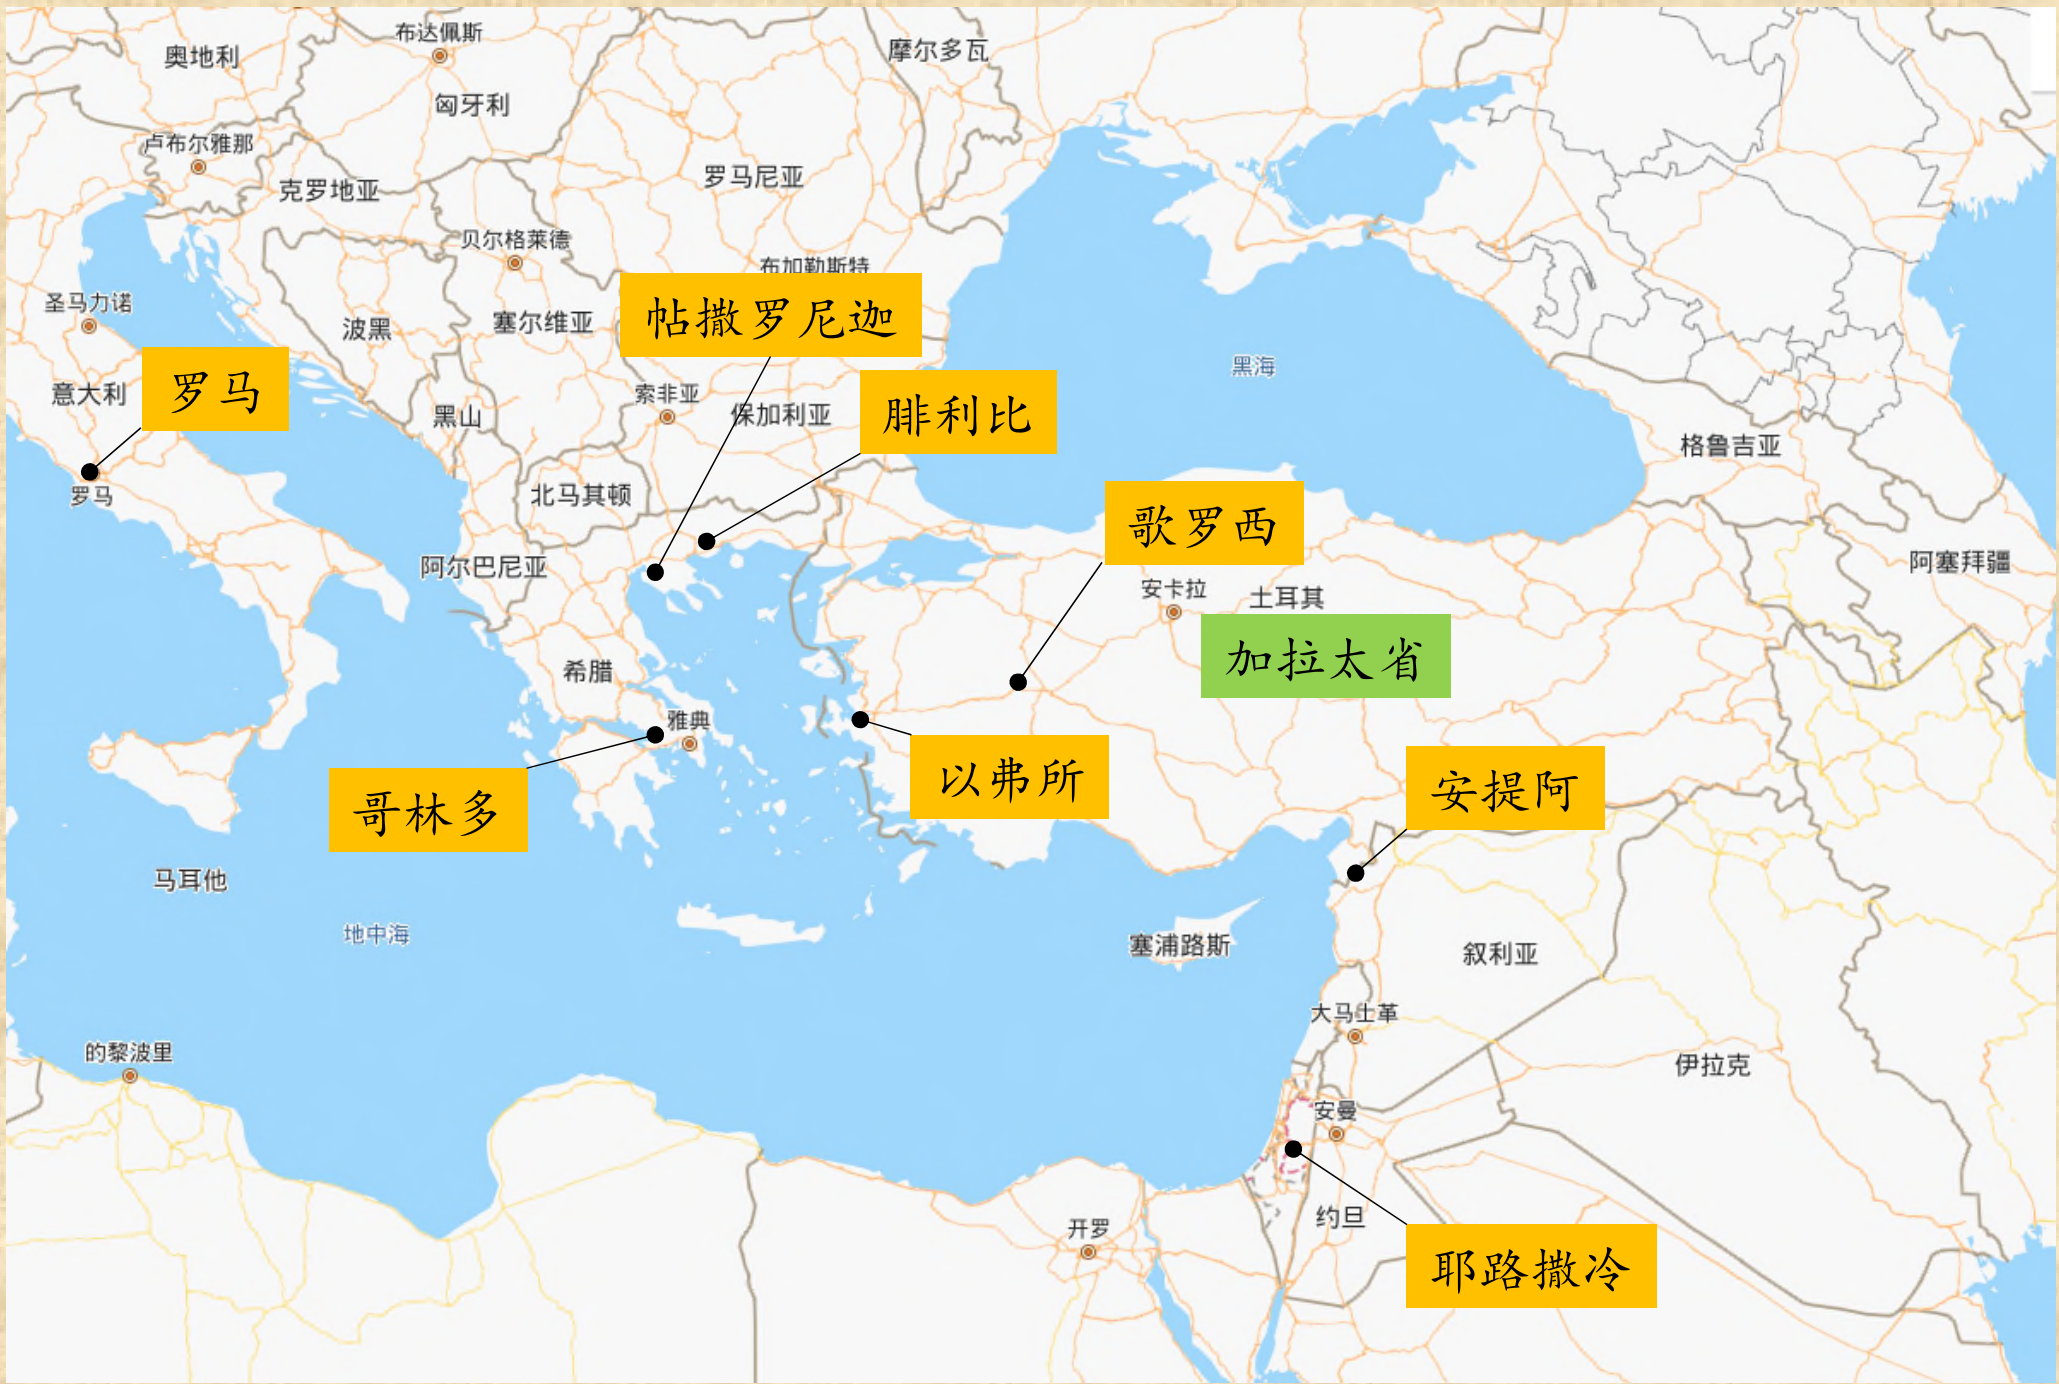 布达佩斯
奥地利
摩尔多瓦
匈牙利
卢布尔雅那
克罗地亚
罗马尼亚
贝尔格莱德
布加勒斯特
圣马力诺
波黑
塞尔维亚
帖撒罗尼迦
黑海
意大利
罗马
黑山
索非亚
保加利亚
腓利比
格鲁吉亚
罗马
北马其顿
歌罗西
阿尔巴尼亚
阿塞拜疆
安卡拉
土耳其
希腊
加拉太省
雅典
以弗所
安提阿
哥林多
马耳他
地中海
塞浦路斯
叙利亚
大马士革
的黎波里
伊拉克
安曼
约旦
开罗
耶路撒冷